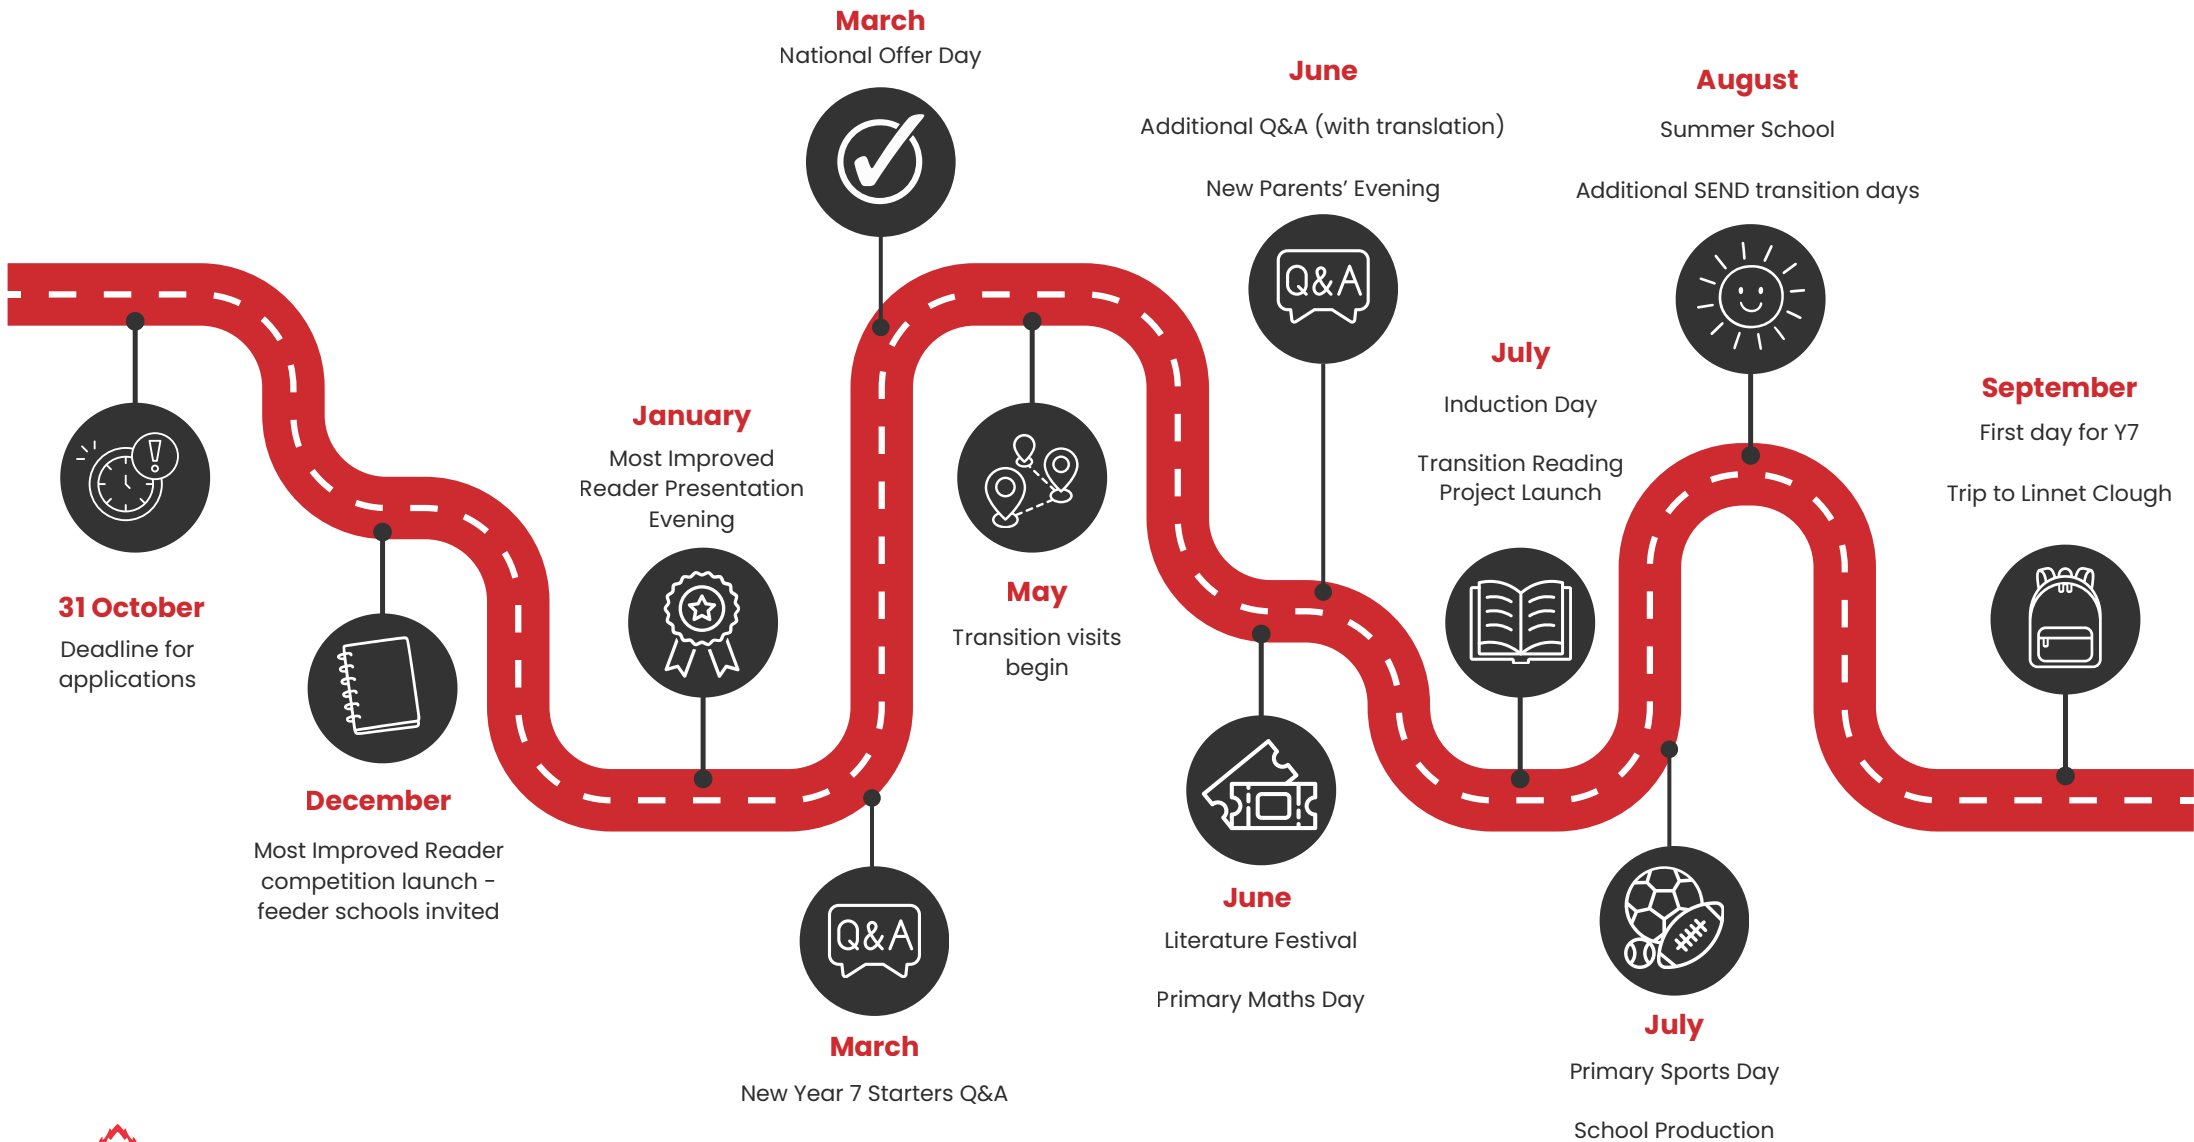 31 October
Deadline for
applications
December
Most Improved Reader
competition launch -
feeder schools invited
January
Most Improved
Reader Presentation
Evening
March
National Offer Day
Q&A
March
New Year 7 Starters Q&A
May
Transition visits
begin
June
Additional Q&A (with translation)
New Parents’ Evening
Q&A
June
Literature Festival
Primary Maths Day
July
Induction Day
Transition Reading
Project Launch
July
Primary Sports Day
School Production
August
Summer School
Additional SEND transition days
September
First day for Y7
Trip to Linnet Clough